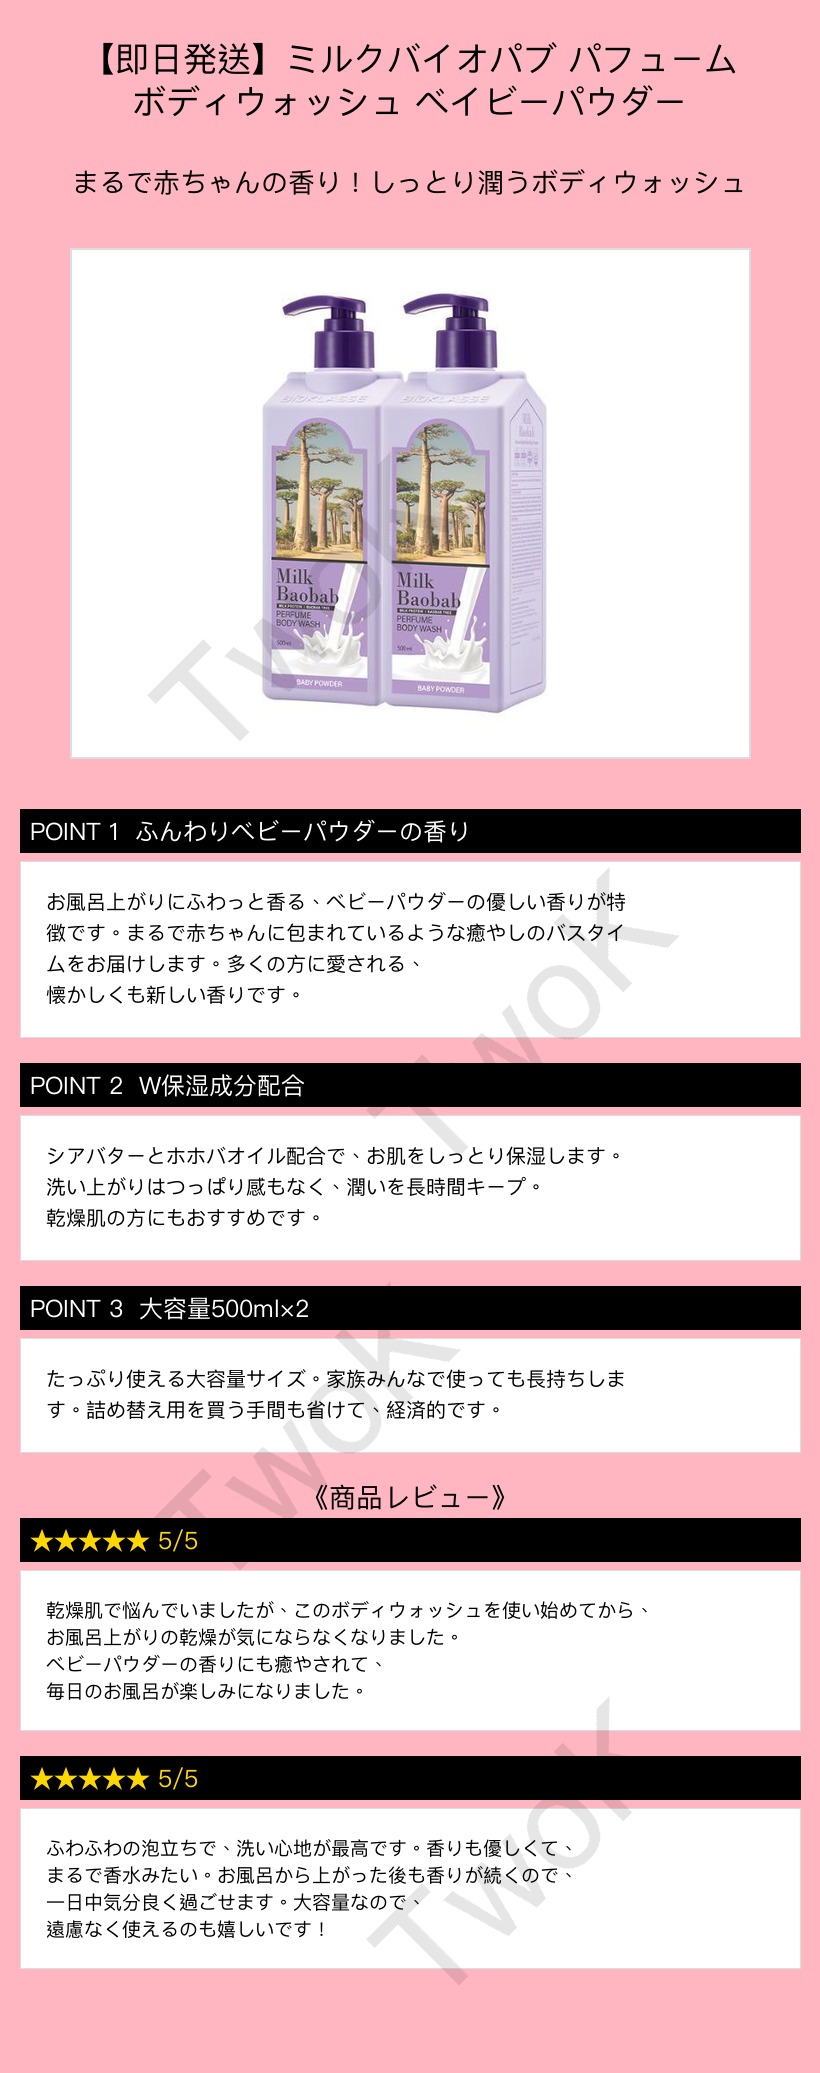 【即日発送】ミルクバイオパブ パフューム
ボディウォッシュ ベイビーパウダー
まるで赤ちゃんの香り！しっとり潤うボディウォッシュ
BIOKLASSE
BIOKLASSE
Milk
Baobab
Milk
Baobab
MILK PROTEIN / BAOBAB TREE
PERFUME
BODY WASH
500ml
BABY POWDER
Milk
Baobab
MILK PROTEIN / BAOBAB TREE
PERFUME
BODY WASH
500ml
BABY POWDER
TwoK
POINT 1 ふんわりベビーパウダーの香り
お風呂上がりにふわっと香る、ベビーパウダーの優しい香りが特
徴です。まるで赤ちゃんに包まれているような癒やしのバスタイ
ムをお届けします。多くの方に愛される、
懐かしくも新しい香りです。
TwoK
POINT 2 W保湿成分配合
シアバターとホホバオイル配合で、お肌をしっとり保湿します。
洗い上がりはつっぱり感もなく、潤いを長時間キープ。
乾燥肌の方にもおすすめです。
POINT 3 大容量500ml×2
たっぷり使える大容量サイズ。家族みんなで使っても長持ちしま
す。詰め替え用を買う手間も省けて、経済的です。
TwoK
《商品レビュー》
★★★★★ 5/5
乾燥肌で悩んでいましたが、このボディウォッシュを使い始めてから、
お風呂上がりの乾燥が気にならなくなりました。
ベビーパウダーの香りにも癒やされて、
毎日のお風呂が楽しみになりました。
★★★★★ 5/5
ふわふわの泡立ちで、洗い心地が最高です。香りも優しくて、
まるで香水みたい。お風呂から上がった後も香りが続くので、
一日中気分良く過ごせます。大容量なので、
遠慮なく使えるのも嬉しいです！
TwoK